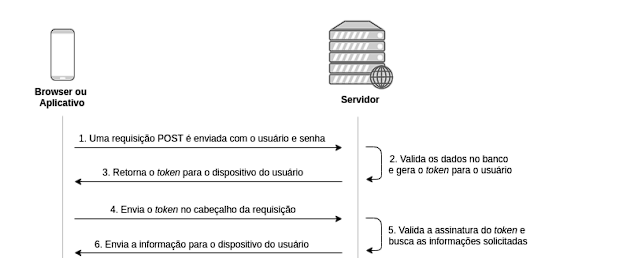 Browser ou
Aplicativo
Servidor
1. Uma requisição POST é enviada com o usuário e senha
2. Valida os dados no banco
e gera o token para o usuário
3. Retorna o token para o dispositivo do usuário
4. Envia o token no cabeçalho da requisição
5. Valida a assinatura do token e
busca as informações solicitadas
6. Envia a informação para o dispositivo do usuário